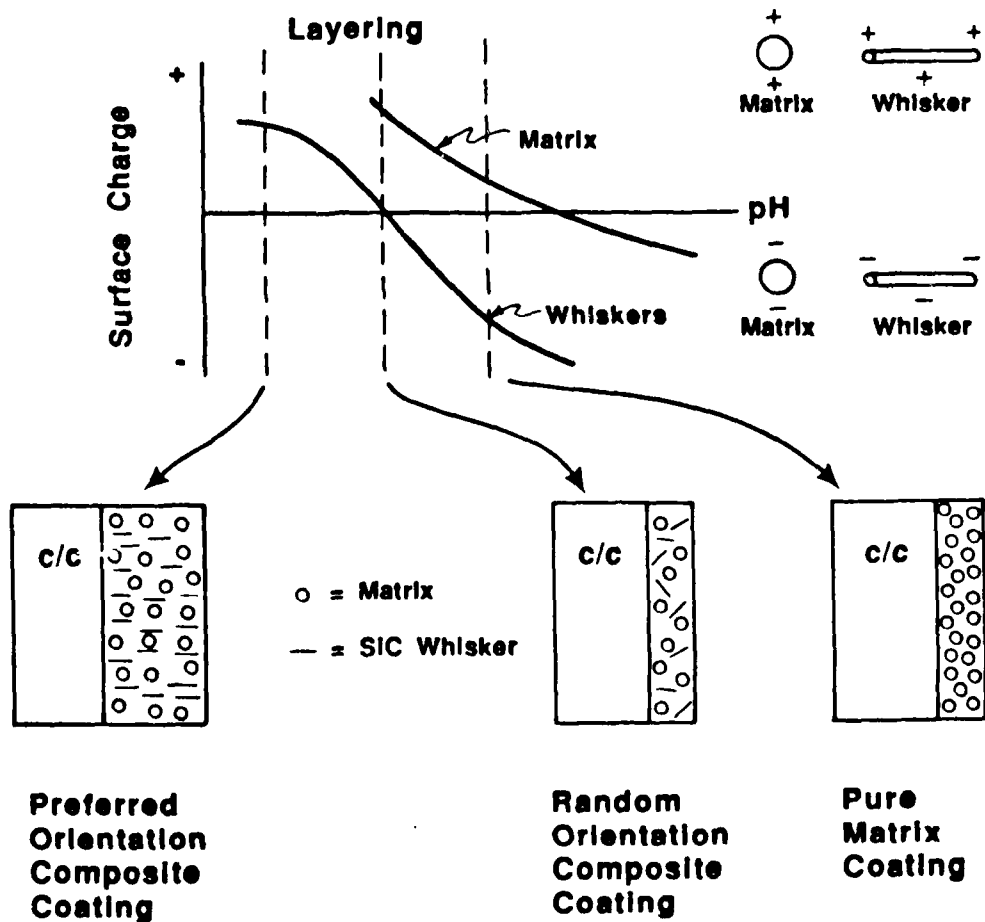 Layering
+
Surface Charge
-
Matrix
Whiskers
pH
+ + +
+ +
Matrix Whisker
- - -
- -
Matrix Whisker
c/c
c/c
c/c
o = Matrix
— = SiC Whisker
Preferred
Orientation
Composite
Coating
Random
Orientation
Composite
Coating
Pure
Matrix
Coating